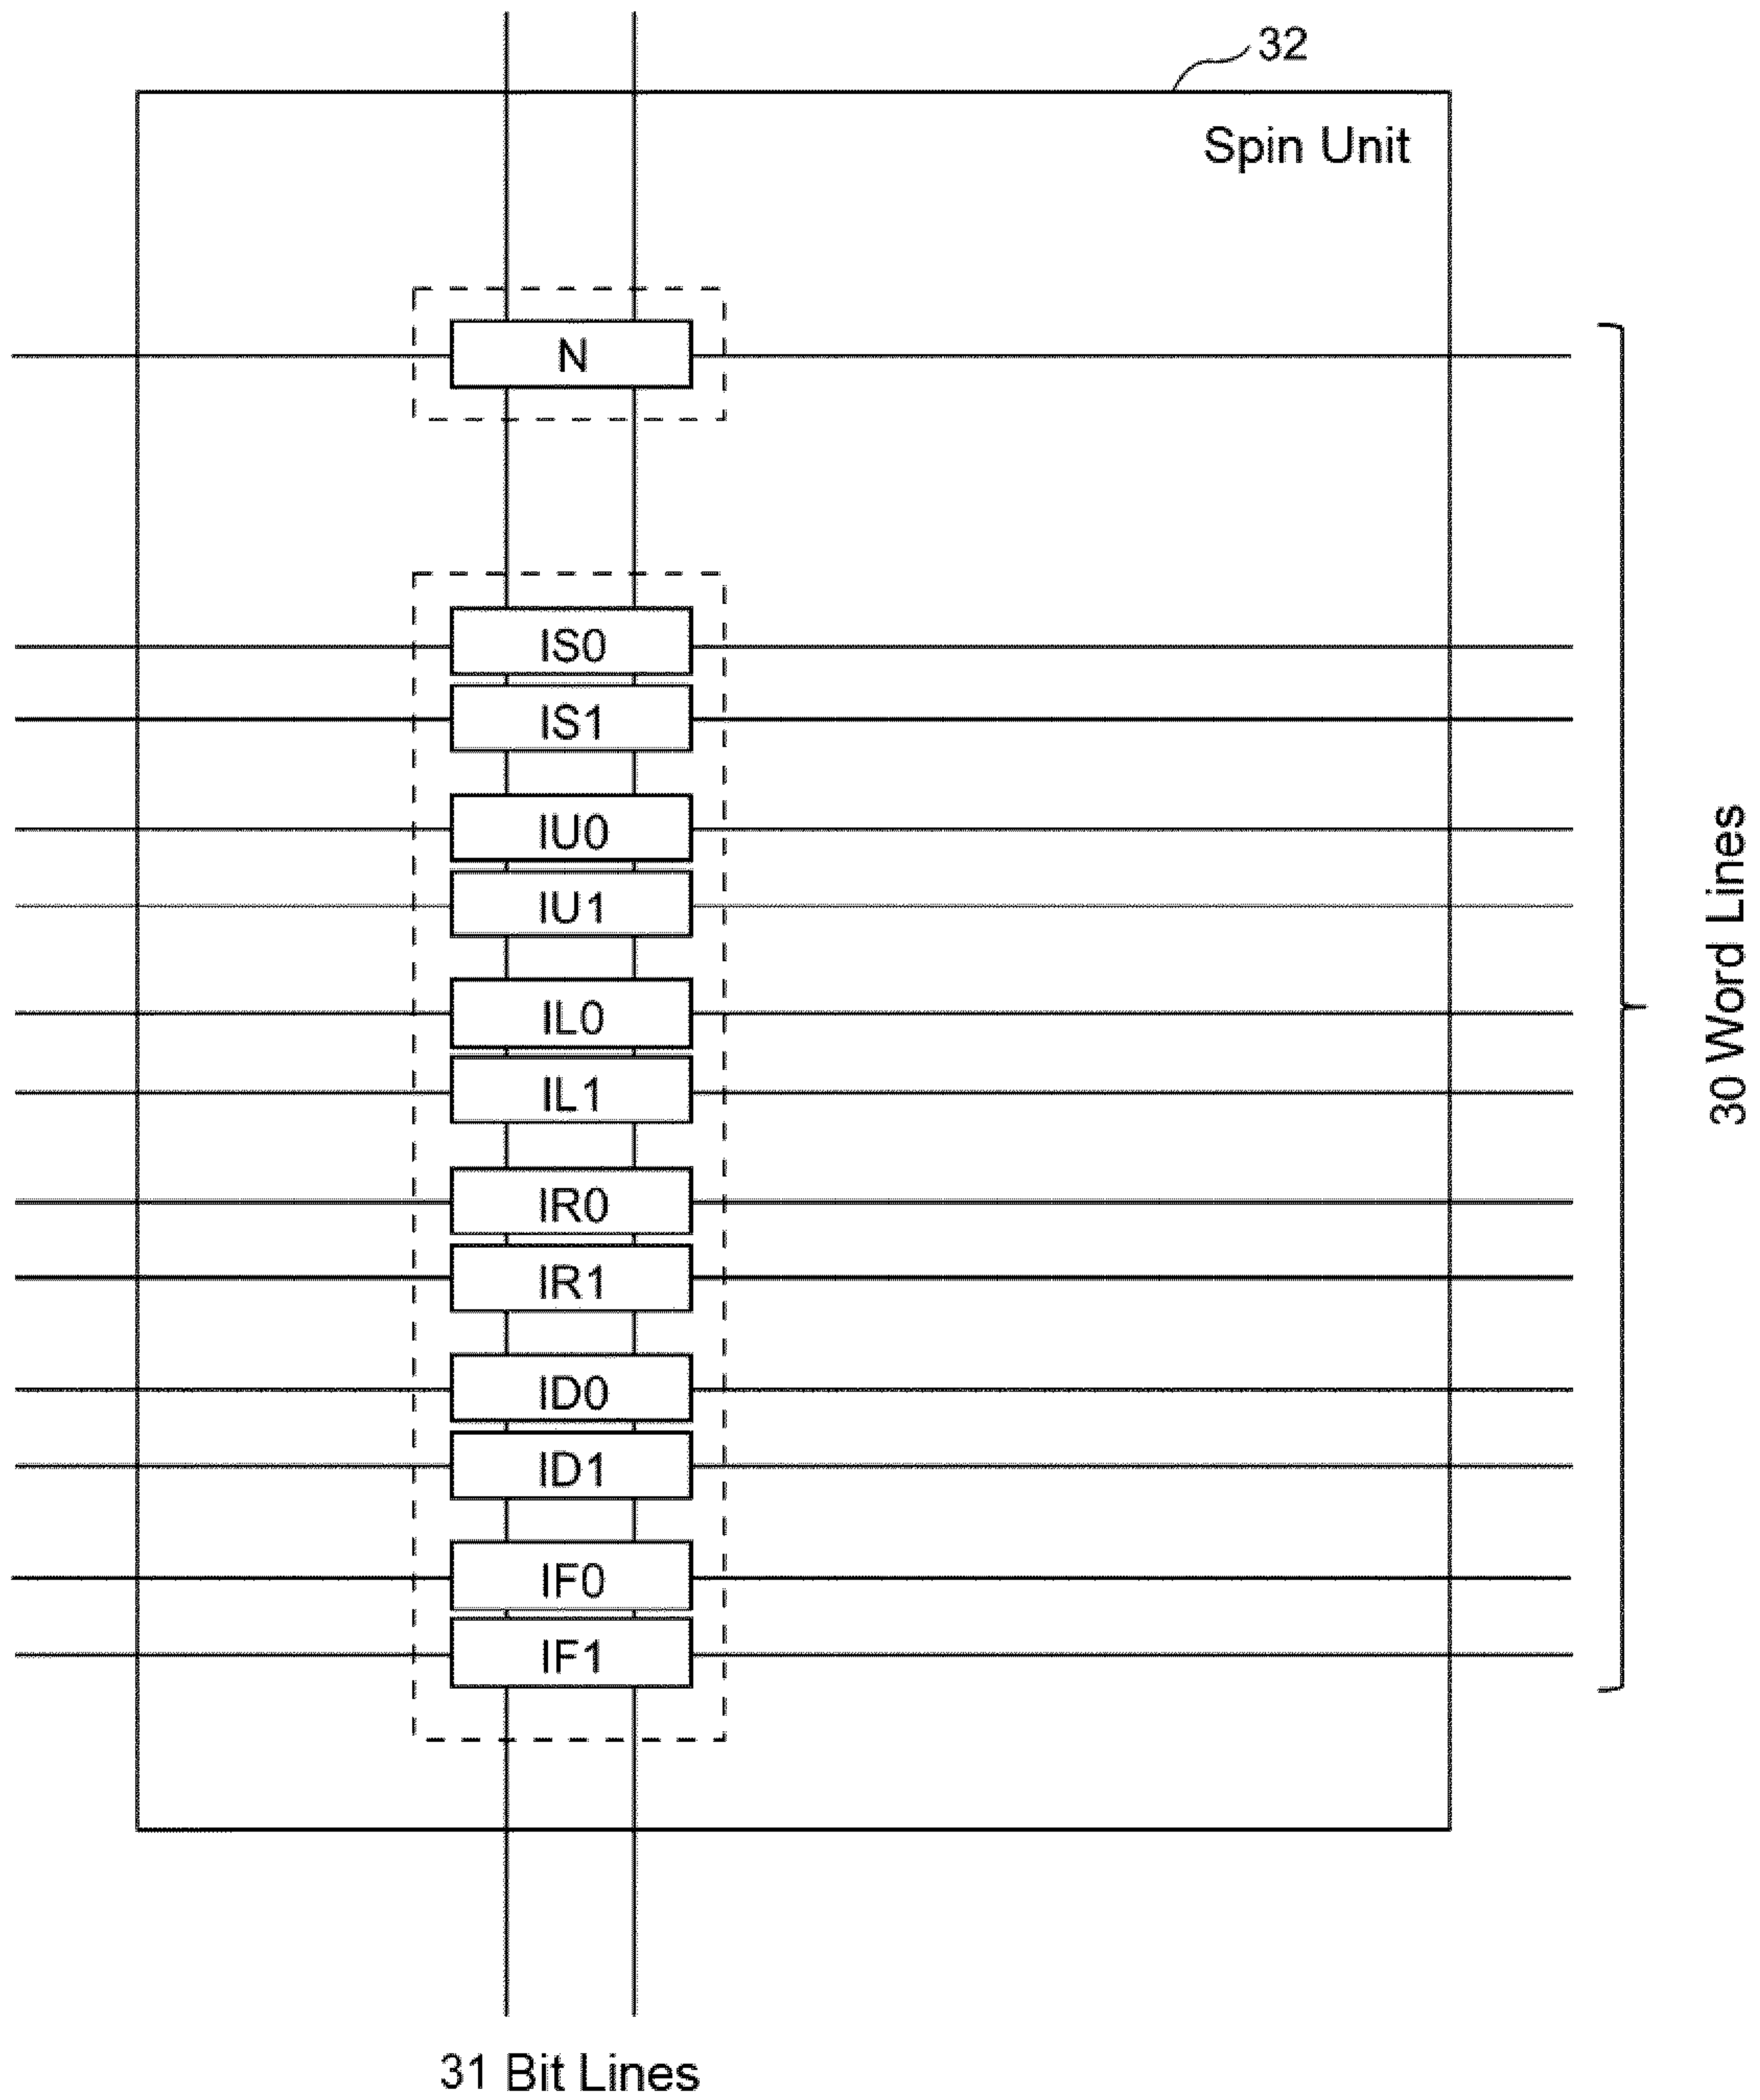 32
Spin Unit
N
IS0
IS1
IU0
IU1
IL0
IL1
IR0
IR1
ID0
ID1
IF0
IF1
30 Word Lines
31 Bit Lines